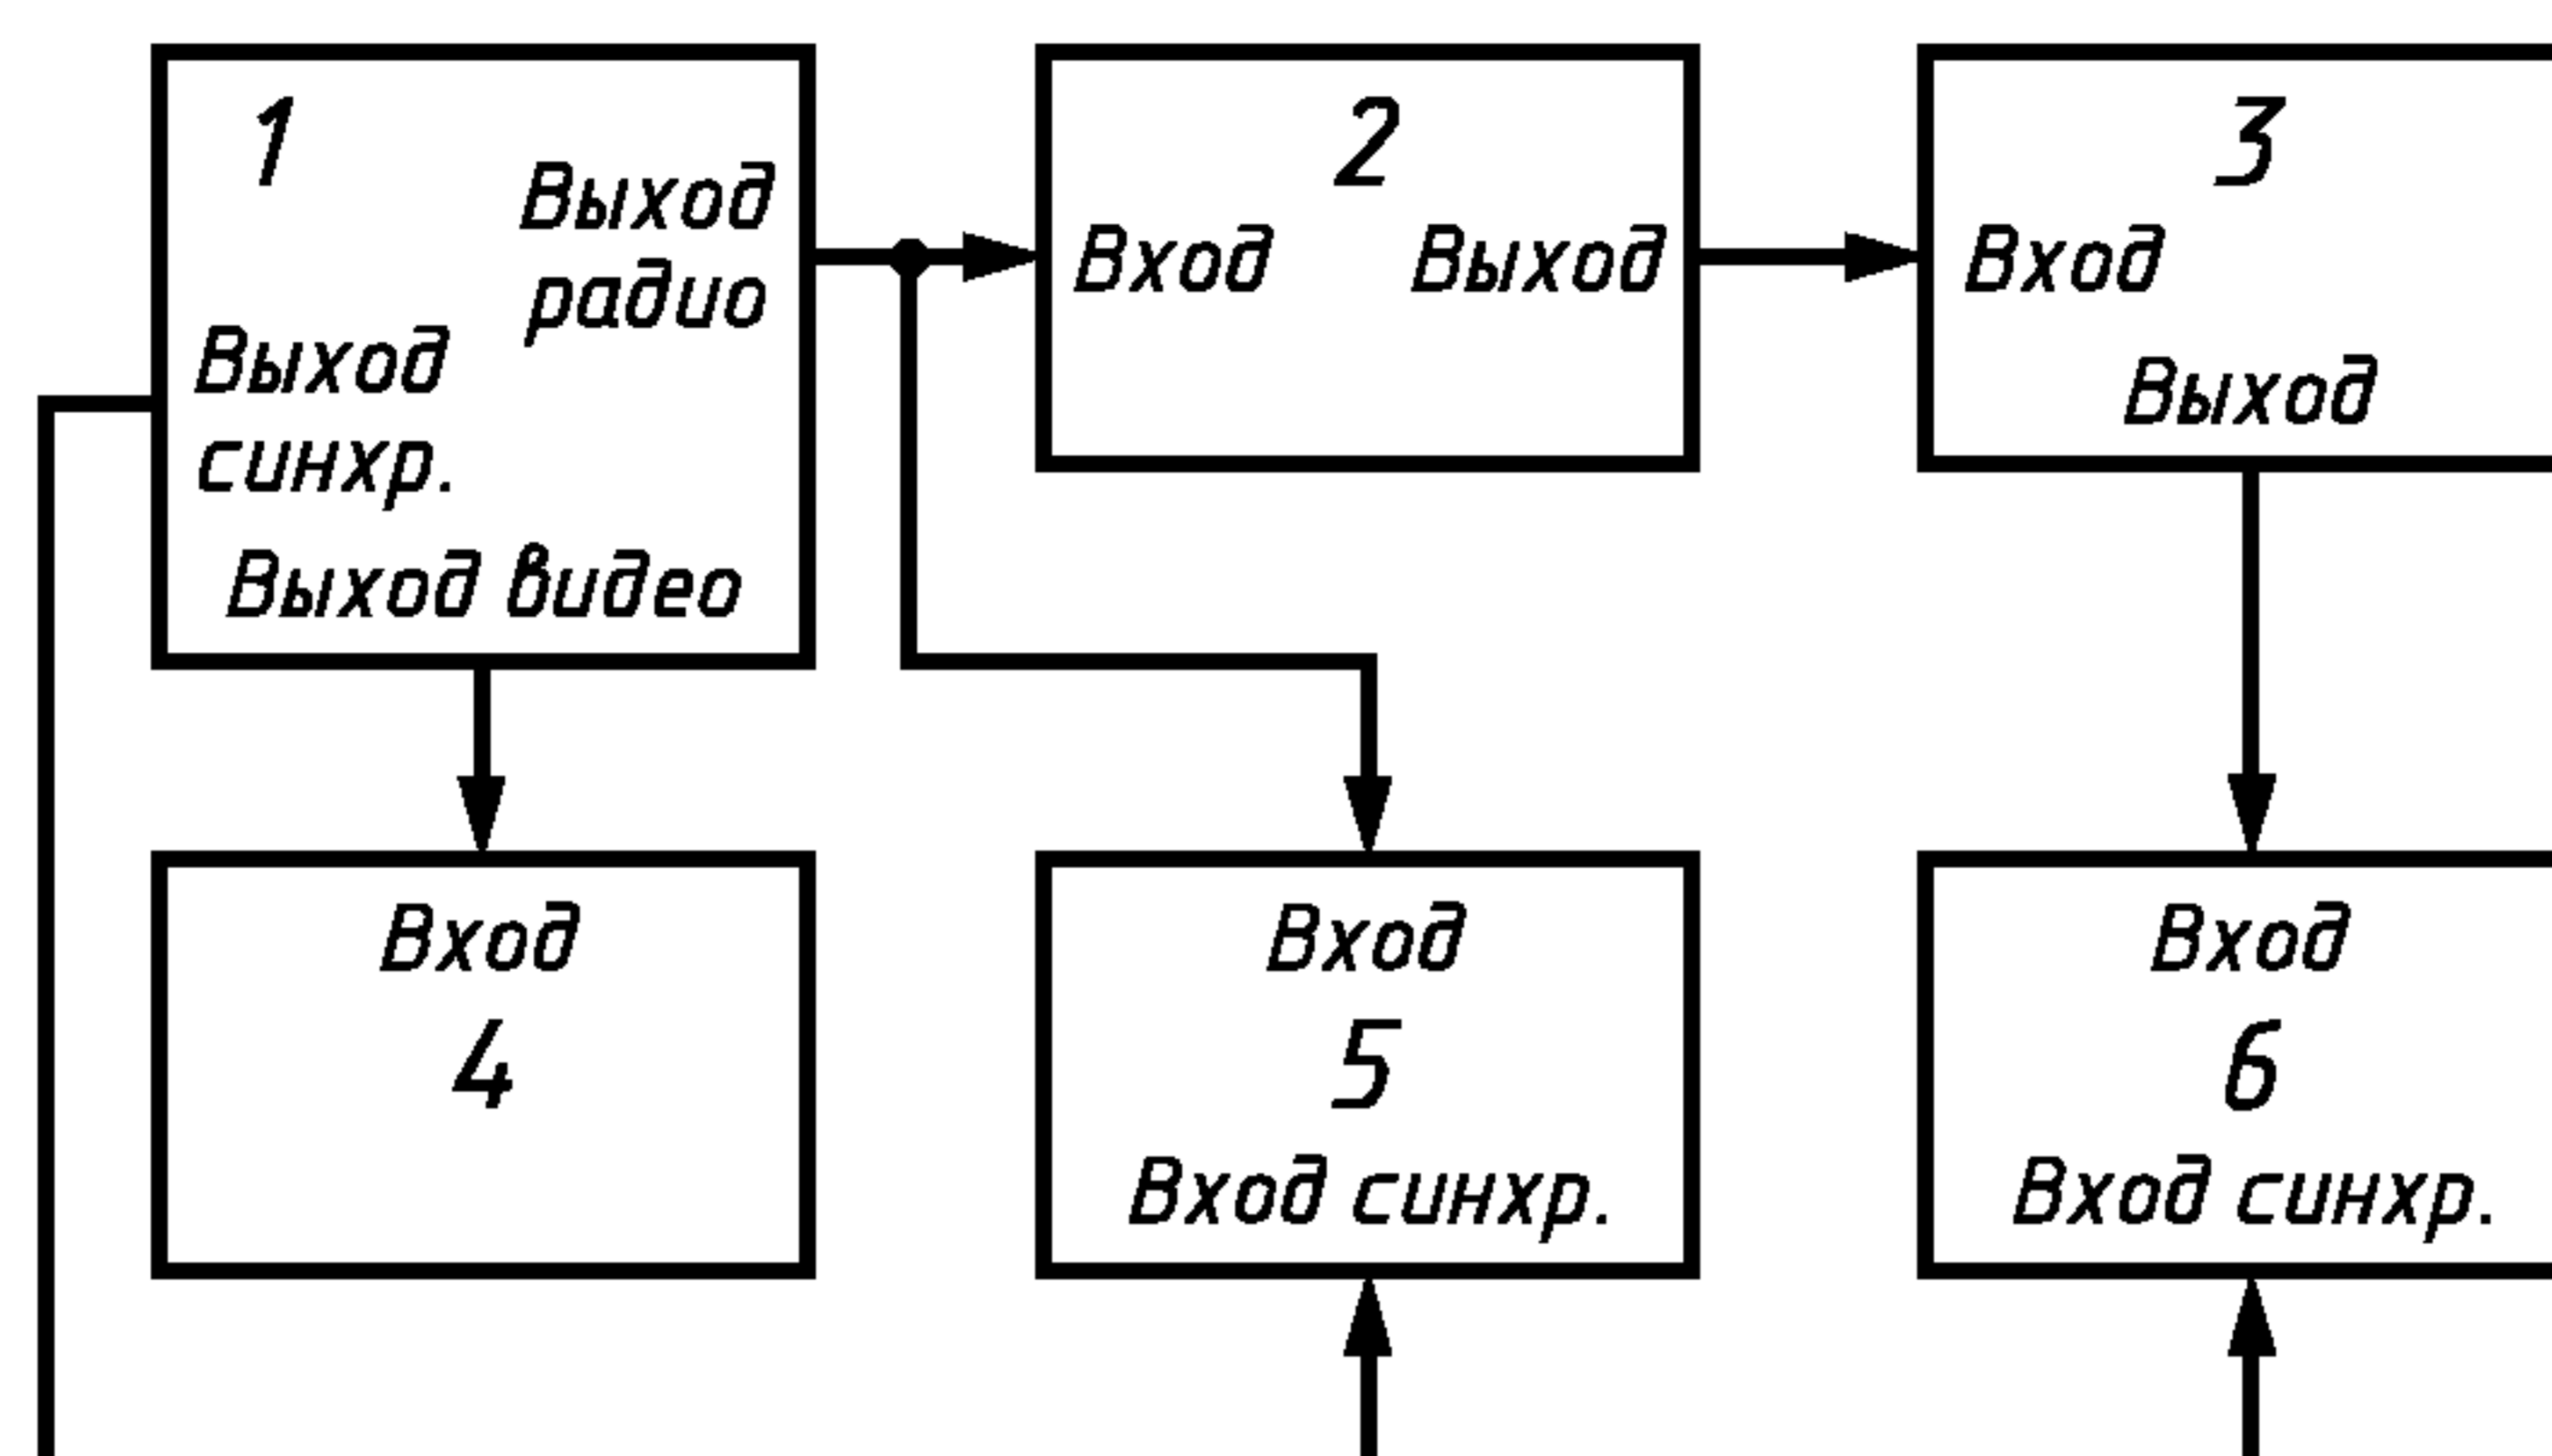 1
Выход
радио
Выход
синхр.
Выход видео
2
Вход Выход
3
Вход
Выход
Вход
4
Вход
5
Вход синхр.
Вход
6
Вход синхр.